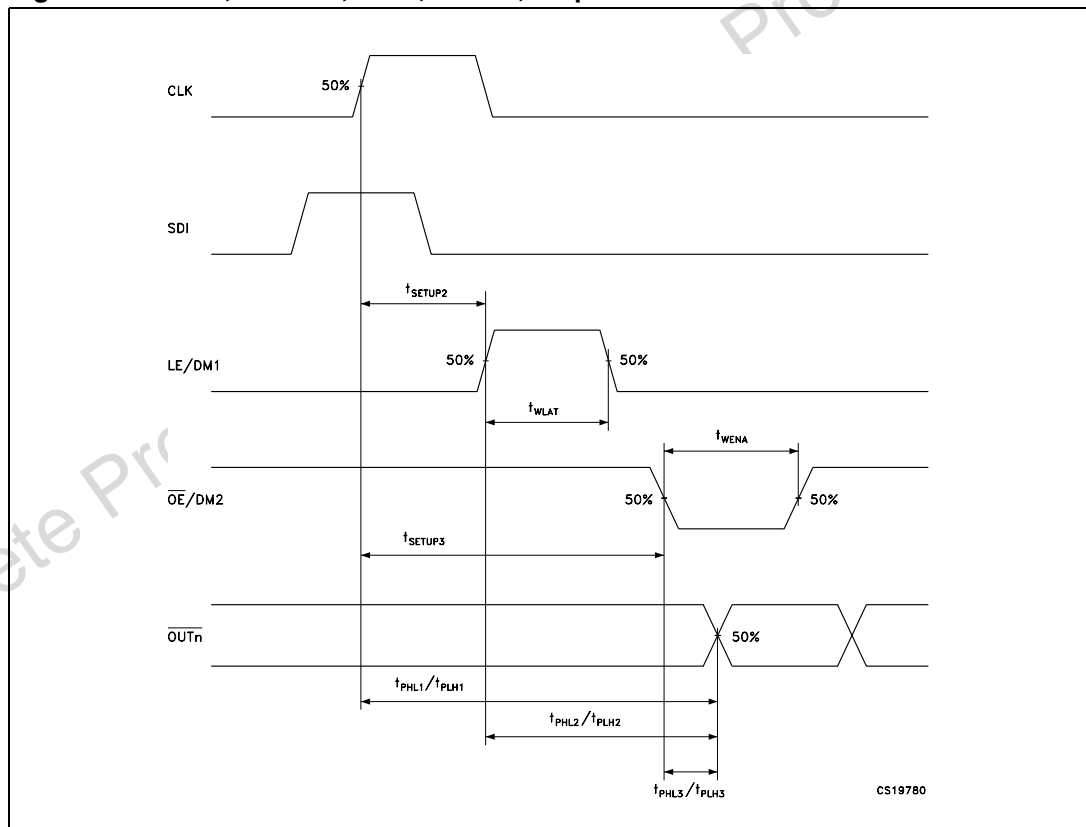 CLK
50%
SDI
tSETUP2
LE/DM1
50%
50%
tWLAT
tWENA
OE/DM2
50%
50%
tSETUP3
OUTn
50%
tPHL1/tPLH1
tPHL2/tPLH2
tPHL3/tPLH3
CS19780